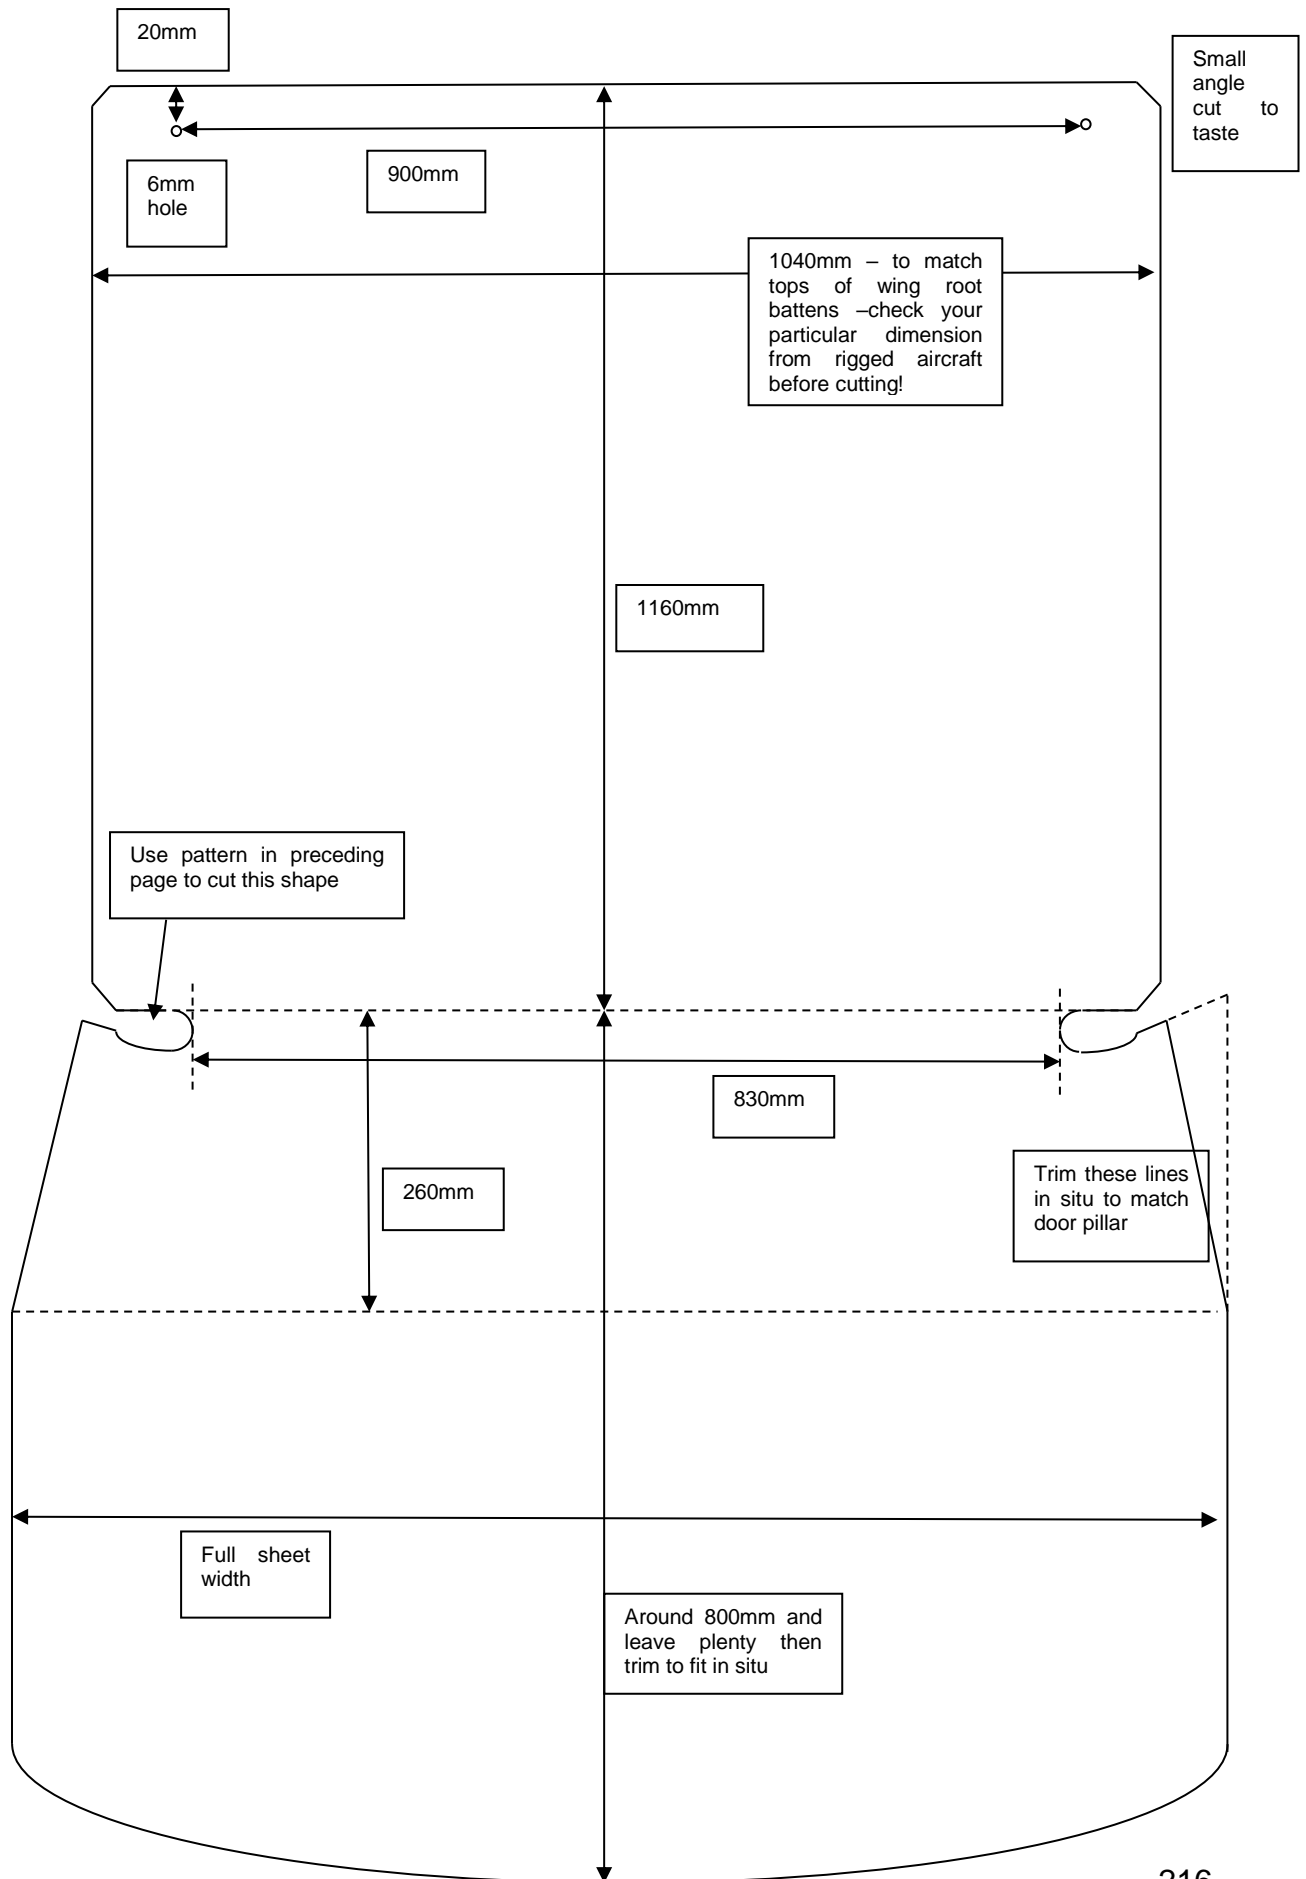 20mm
Small
angle
cut to
taste
6mm
hole
900mm
1040mm – to match
tops of wing root
battens –check your
particular dimension
from rigged aircraft
before cutting!
1160mm
Use pattern in preceding
page to cut this shape
830mm
Trim these lines
in situ to match
door pillar
260mm
Full sheet
width
Around 800mm and
leave plenty then
trim to fit in situ
216